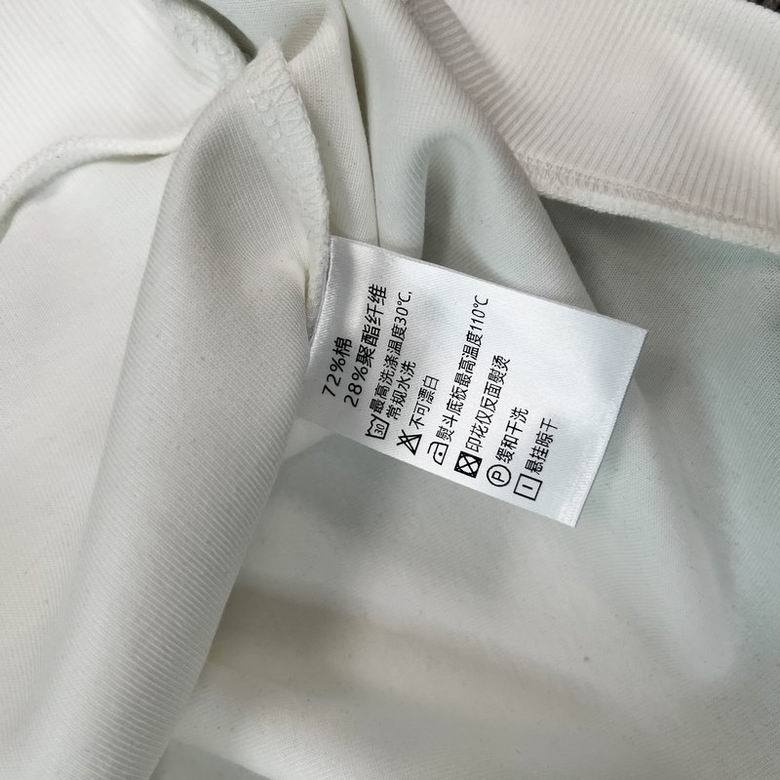 72%棉
28%聚酯纤维
30 最高洗涤温度30℃,
常规水洗
不可漂白
熨斗底板最高温度110℃
印花仅反面熨烫
P 缓和干洗
悬挂晾干